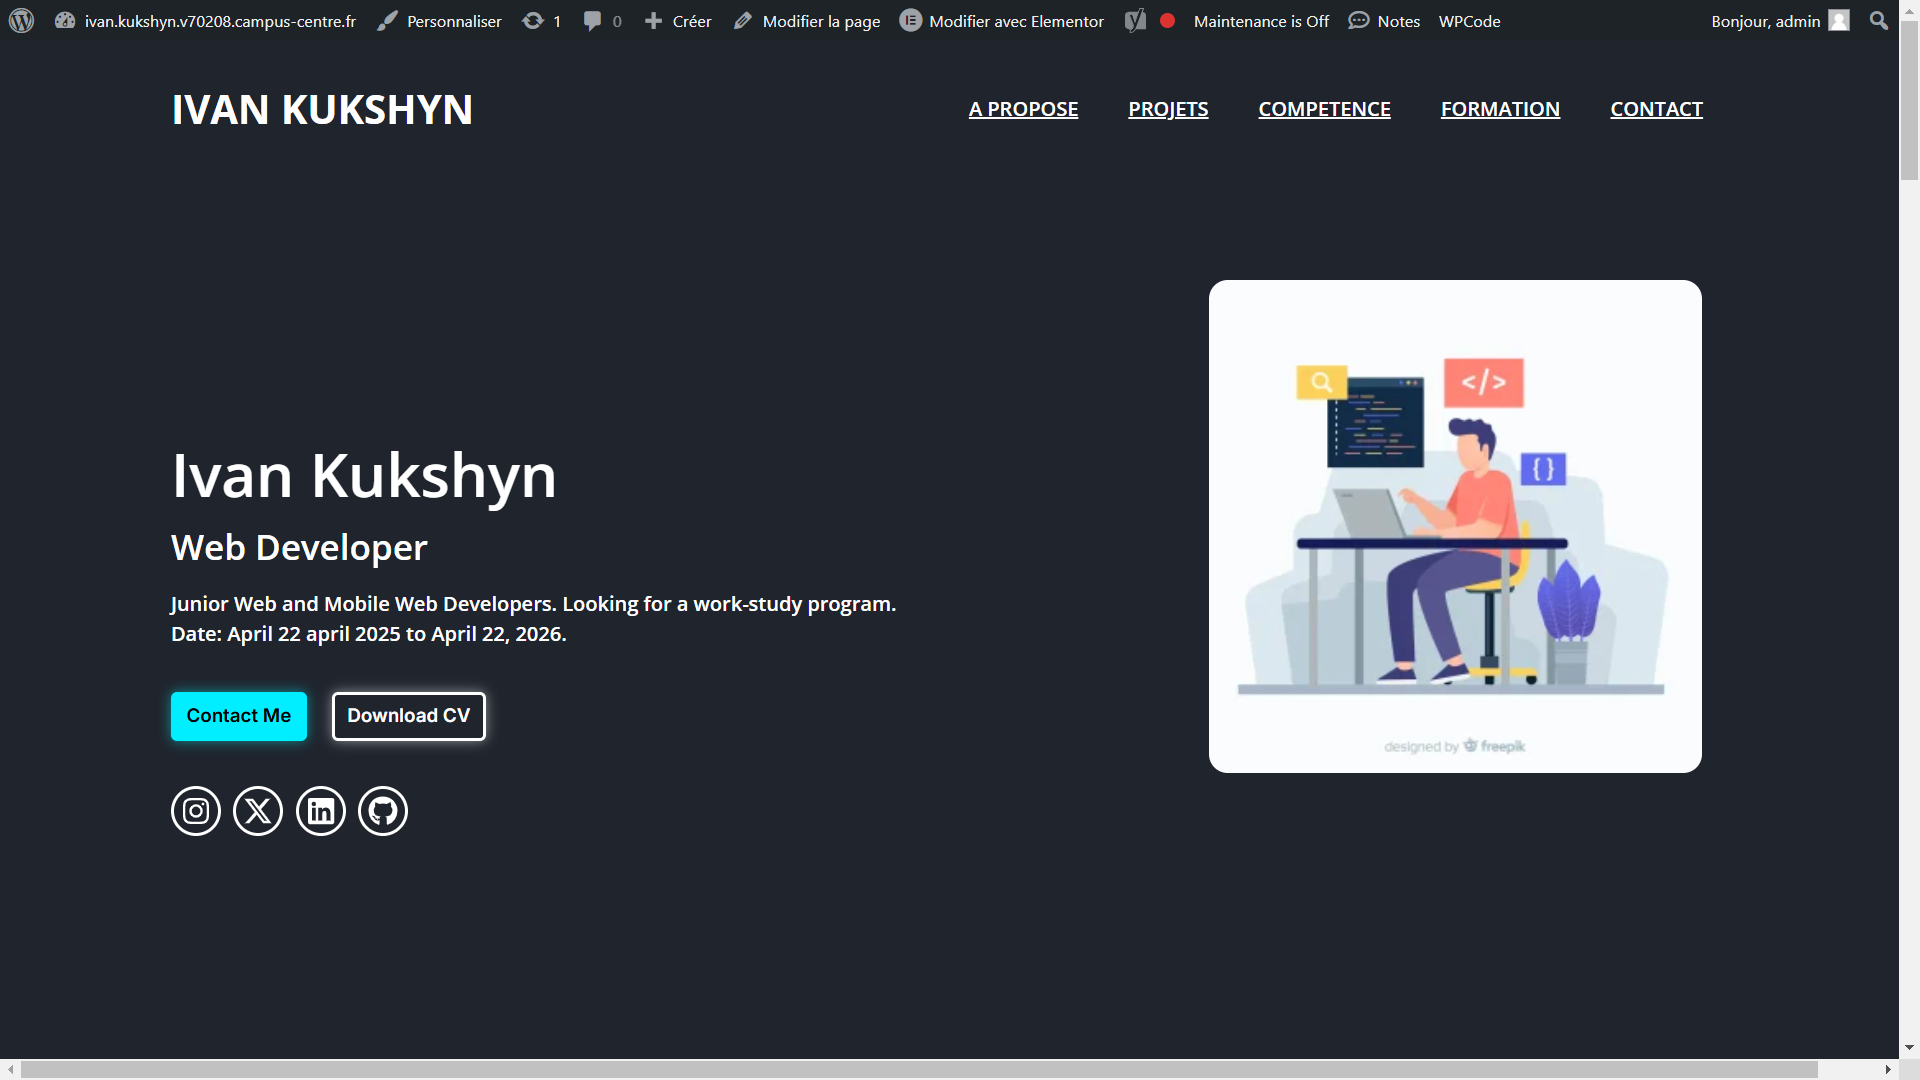 ivan.kukshyn.v70208.campus-centre.fr Personnaliser 1 0 Créer Modifier la page Modifier avec Elementor Maintenance is Off Notes WPCode Bonjour, admin
IVAN KUKSHYN
A PROPOSE PROJETS COMPETENCE FORMATION CONTACT
</>
{ }
Ivan Kukshyn
Web Developer
Junior Web and Mobile Web Developers. Looking for a work-study program.
Date: April 22 april 2025 to April 22, 2026.
Contact Me Download CV
designed by freepik